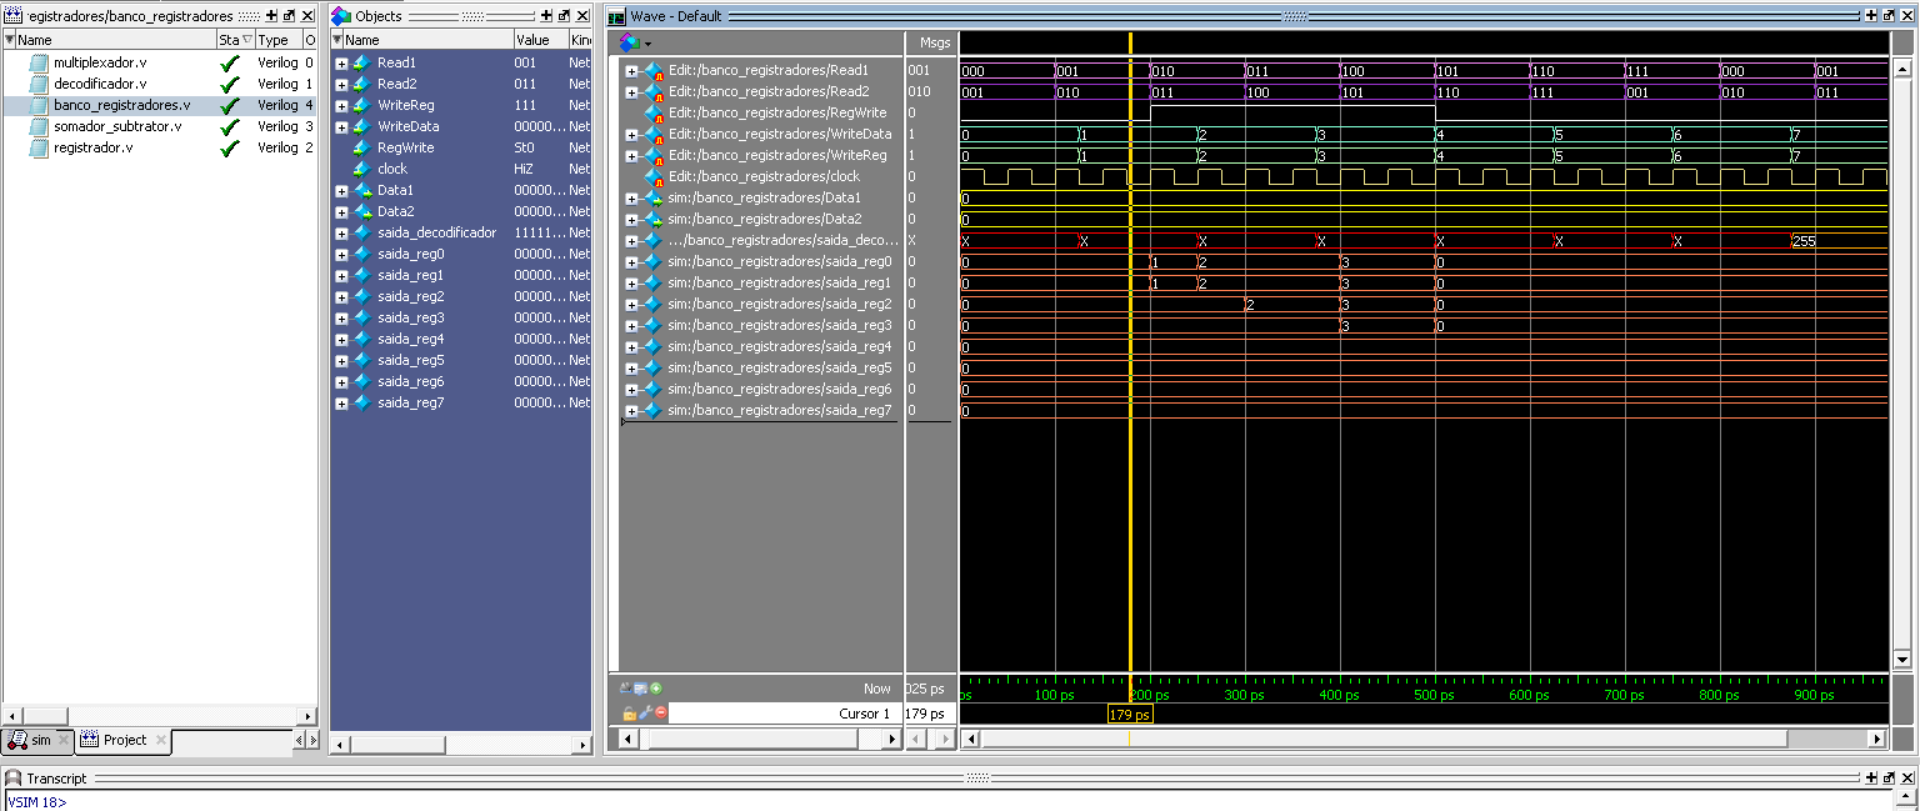 egistradores/banco_registradores
Name Sta Type O
multiplexador.v Verilog 0
decodificador.v Verilog 1
banco_registradores.v Verilog 4
somador_subtrator.v Verilog 3
registrador.v Verilog 2
sim Project
Objects
Name Value Kin
Read1 001 Net
Read2 011 Net
WriteReg 111 Net
WriteData 00000... Net
RegWrite St0 Net
clock HiZ Net
Data1 00000... Net
Data2 00000... Net
saida_decodificador 11111... Net
saida_reg0 00000... Net
saida_reg1 00000... Net
saida_reg2 00000... Net
saida_reg3 00000... Net
saida_reg4 00000... Net
saida_reg5 00000... Net
saida_reg6 00000... Net
saida_reg7 00000... Net
Wave - Default
Msgs
Edit:/banco_registradores/Read1 001 000 001 010 011 100 101 110 111 000 001
Edit:/banco_registradores/Read2 010 001 010 011 100 101 110 111 001 010 011
Edit:/banco_registradores/RegWrite 0
Edit:/banco_registradores/WriteData 1 0 1 2 3 4 5 6 7
Edit:/banco_registradores/WriteReg 1 0 1 2 3 4 5 6 7
Edit:/banco_registradores/clock 0
sim:/banco_registradores/Data1 0 0
sim:/banco_registradores/Data2 0 0
.../banco_registradores/saida_deco... X X X X X X X X 255
sim:/banco_registradores/saida_reg0 0 0 1 2 3 0
sim:/banco_registradores/saida_reg1 0 0 1 2 3 0
sim:/banco_registradores/saida_reg2 0 0 2 3 0
sim:/banco_registradores/saida_reg3 0 0 3 0
sim:/banco_registradores/saida_reg4 0 0
sim:/banco_registradores/saida_reg5 0 0
sim:/banco_registradores/saida_reg6 0 0
sim:/banco_registradores/saida_reg7 0 0
Now 025 ps ps 100 ps 200 ps 300 ps 400 ps 500 ps 600 ps 700 ps 800 ps 900 ps
Cursor 1 179 ps 179 ps
Transcript
VSIM 18>